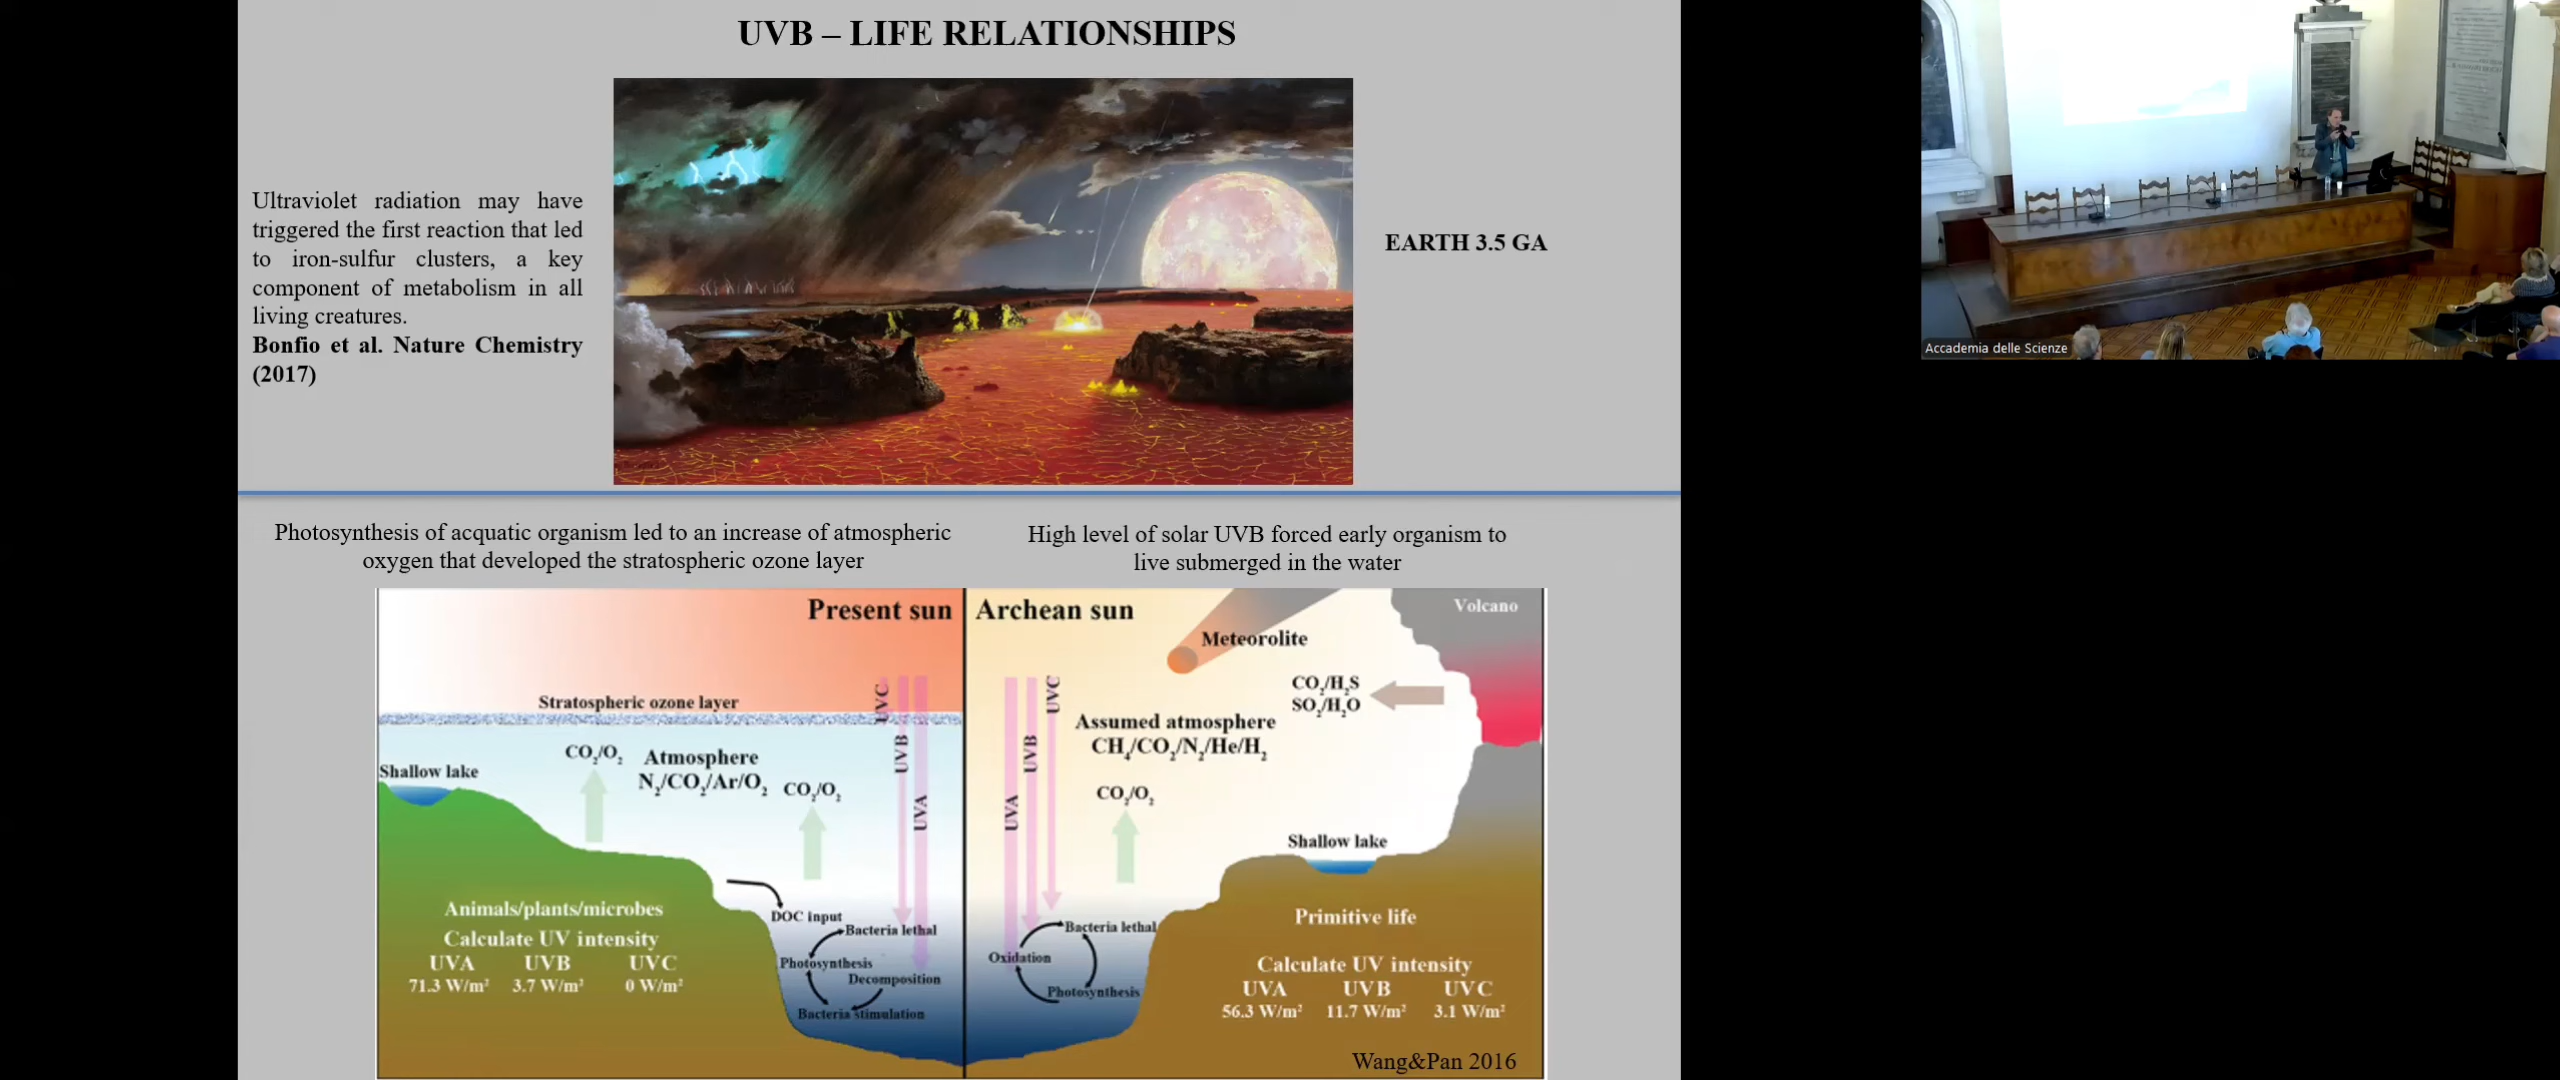 UVB – LIFE RELATIONSHIPS
Ultraviolet radiation may have
triggered the first reaction that led
to iron-sulfur clusters, a key
component of metabolism in all
living creatures.
Bonfio et al. Nature Chemistry
(2017)
EARTH 3.5 GA
Accademia delle Scienze
Photosynthesis of acquatic organism led to an increase of atmospheric
oxygen that developed the stratospheric ozone layer
High level of solar UVB forced early organism to
live submerged in the water
Present sun
Stratospheric ozone layer
UVC
UVB
UVA
CO₂/O₂
Atmosphere
N₂/CO₂/Ar/O₂
CO₂/O₂
Shallow lake
DOC input
Bacteria lethal
Photosynthesis
Decomposition
Bacteria stimulation
Animals/plants/microbes
Calculate UV intensity
UVA UVB UVC
71.3 W/m² 3.7 W/m² 0 W/m²
Archean sun
Meteorolite
Volcano
UVC
UVB
UVA
CO₂/H₂S
SO₂/H₂O
Assumed atmosphere
CH₄/CO₂/N₂/He/H₂
CO₂/O₂
Shallow lake
Bacteria lethal
Oxidation
Photosynthesis
Primitive life
Calculate UV intensity
UVA UVB UVC
56.3 W/m² 11.7 W/m² 3.1 W/m²
Wang&Pan 2016